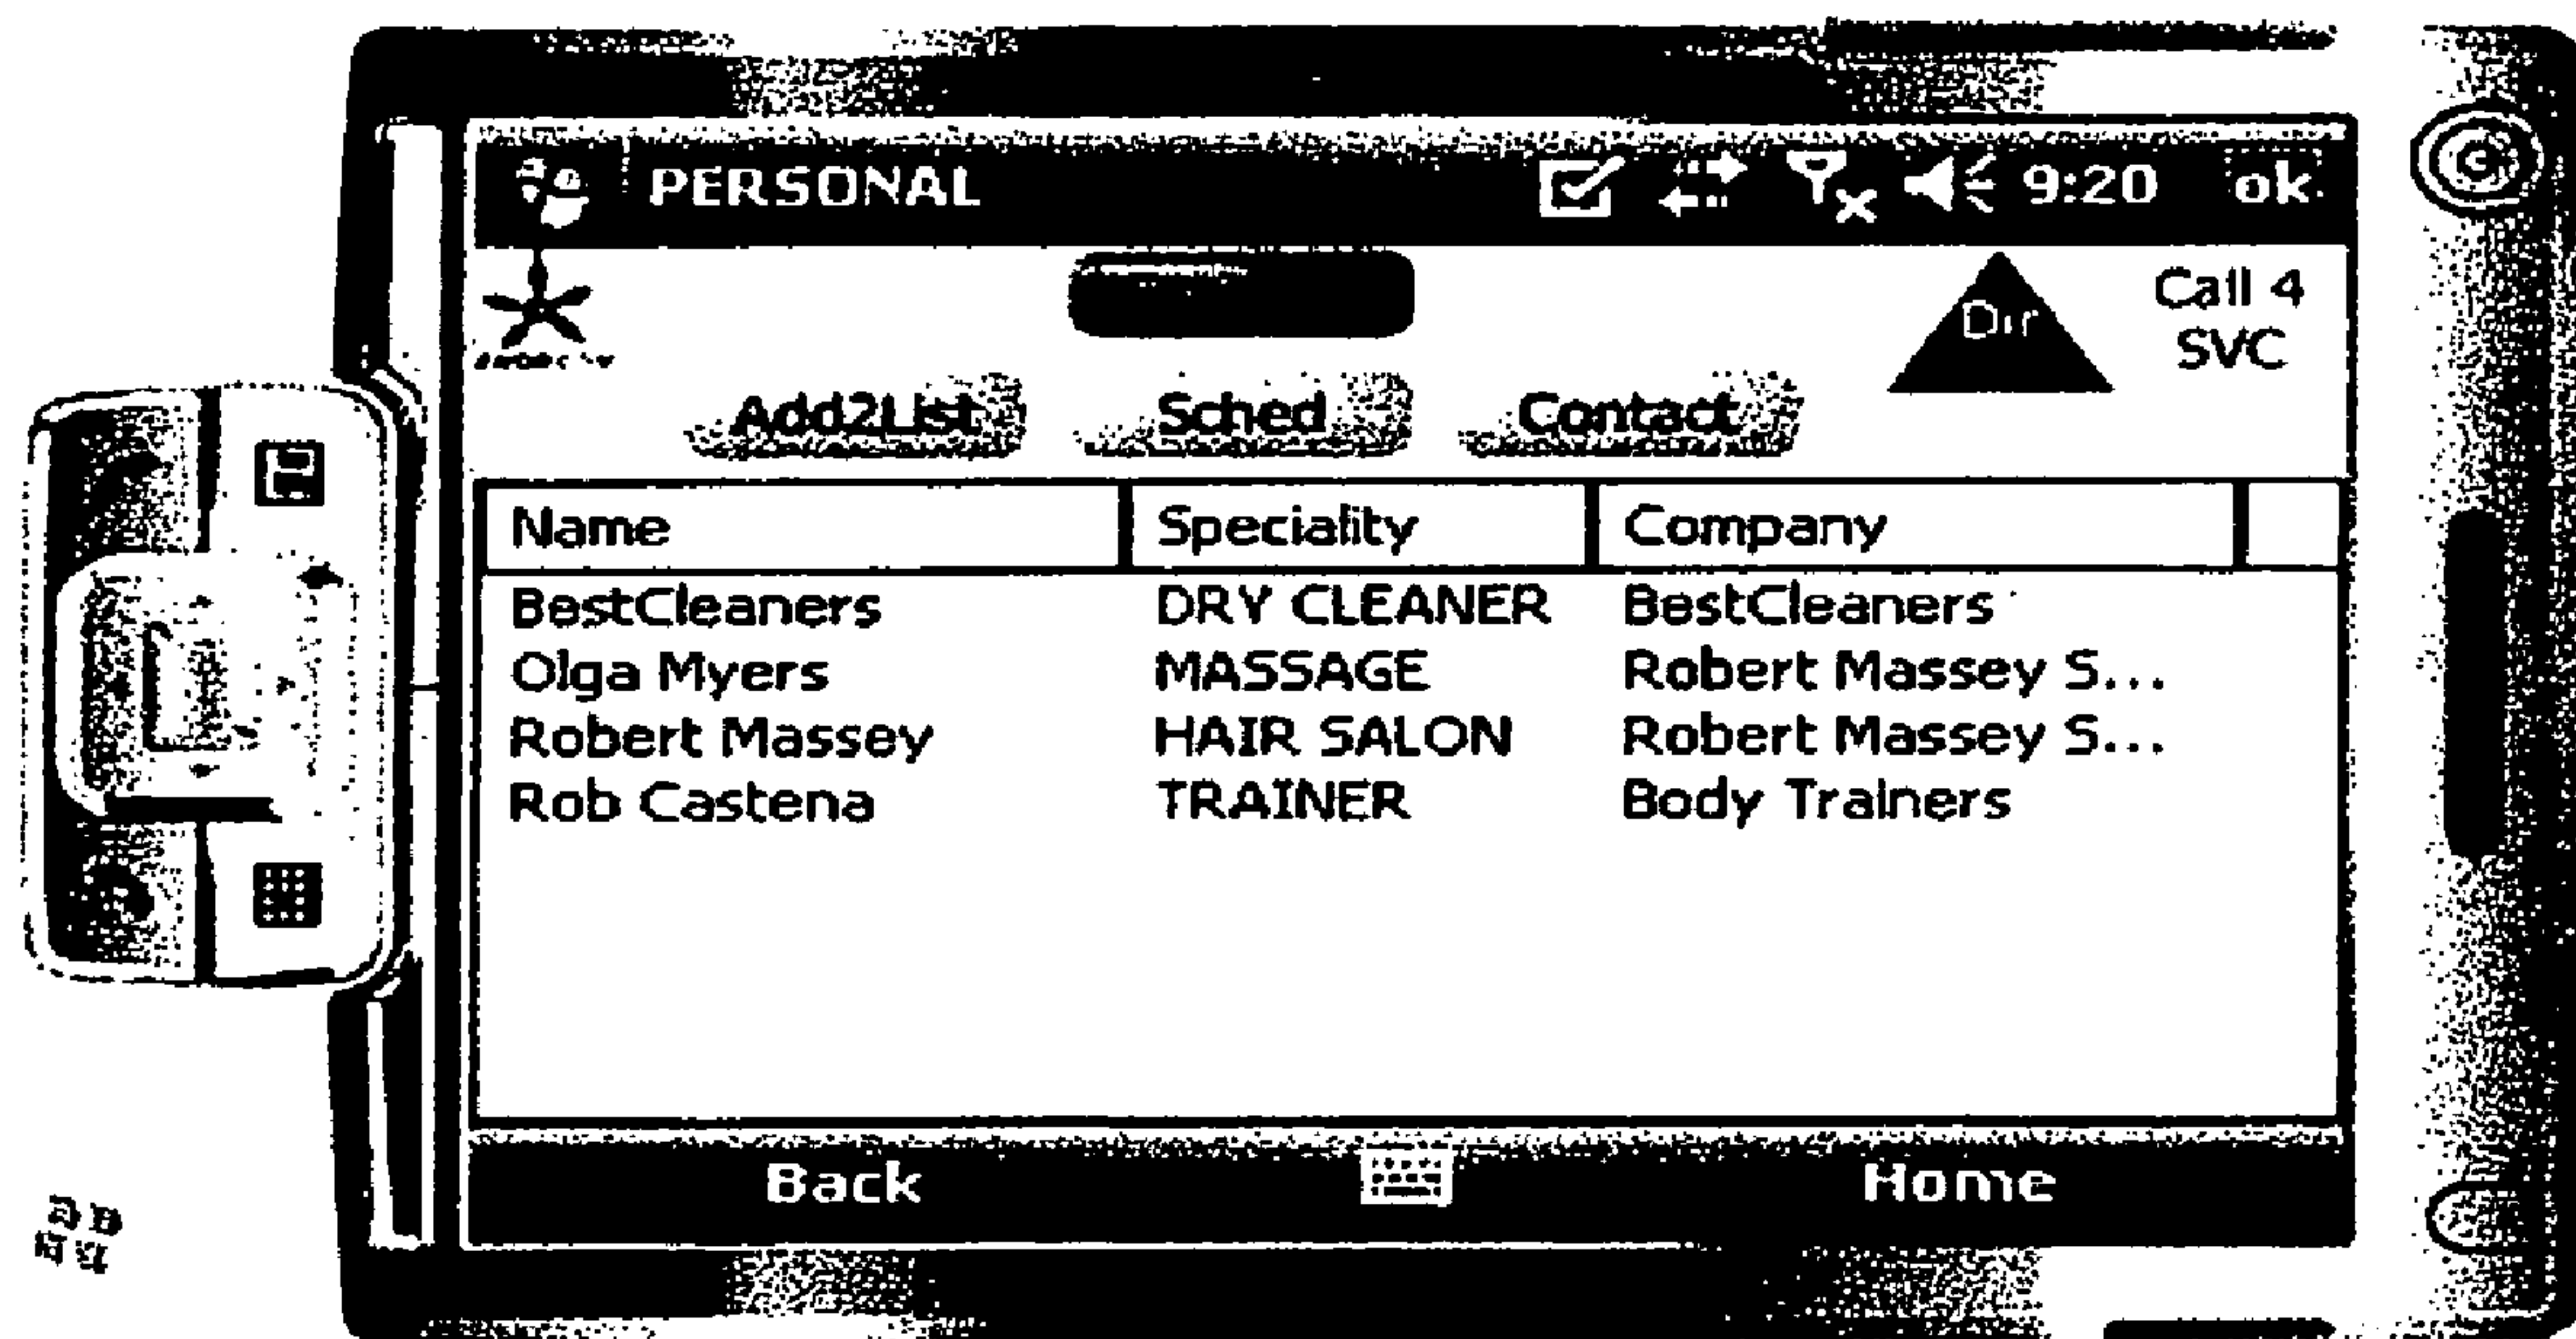 PERSONAL 9:20 ok
Dir Call 4
SVC
Add2List Sched Contact
Name Speciality Company
BestCleaners DRY CLEANER BestCleaners
Olga Myers MASSAGE Robert Massey S...
Robert Massey HAIR SALON Robert Massey S...
Rob Castena TRAINER Body Trainers
Back Home